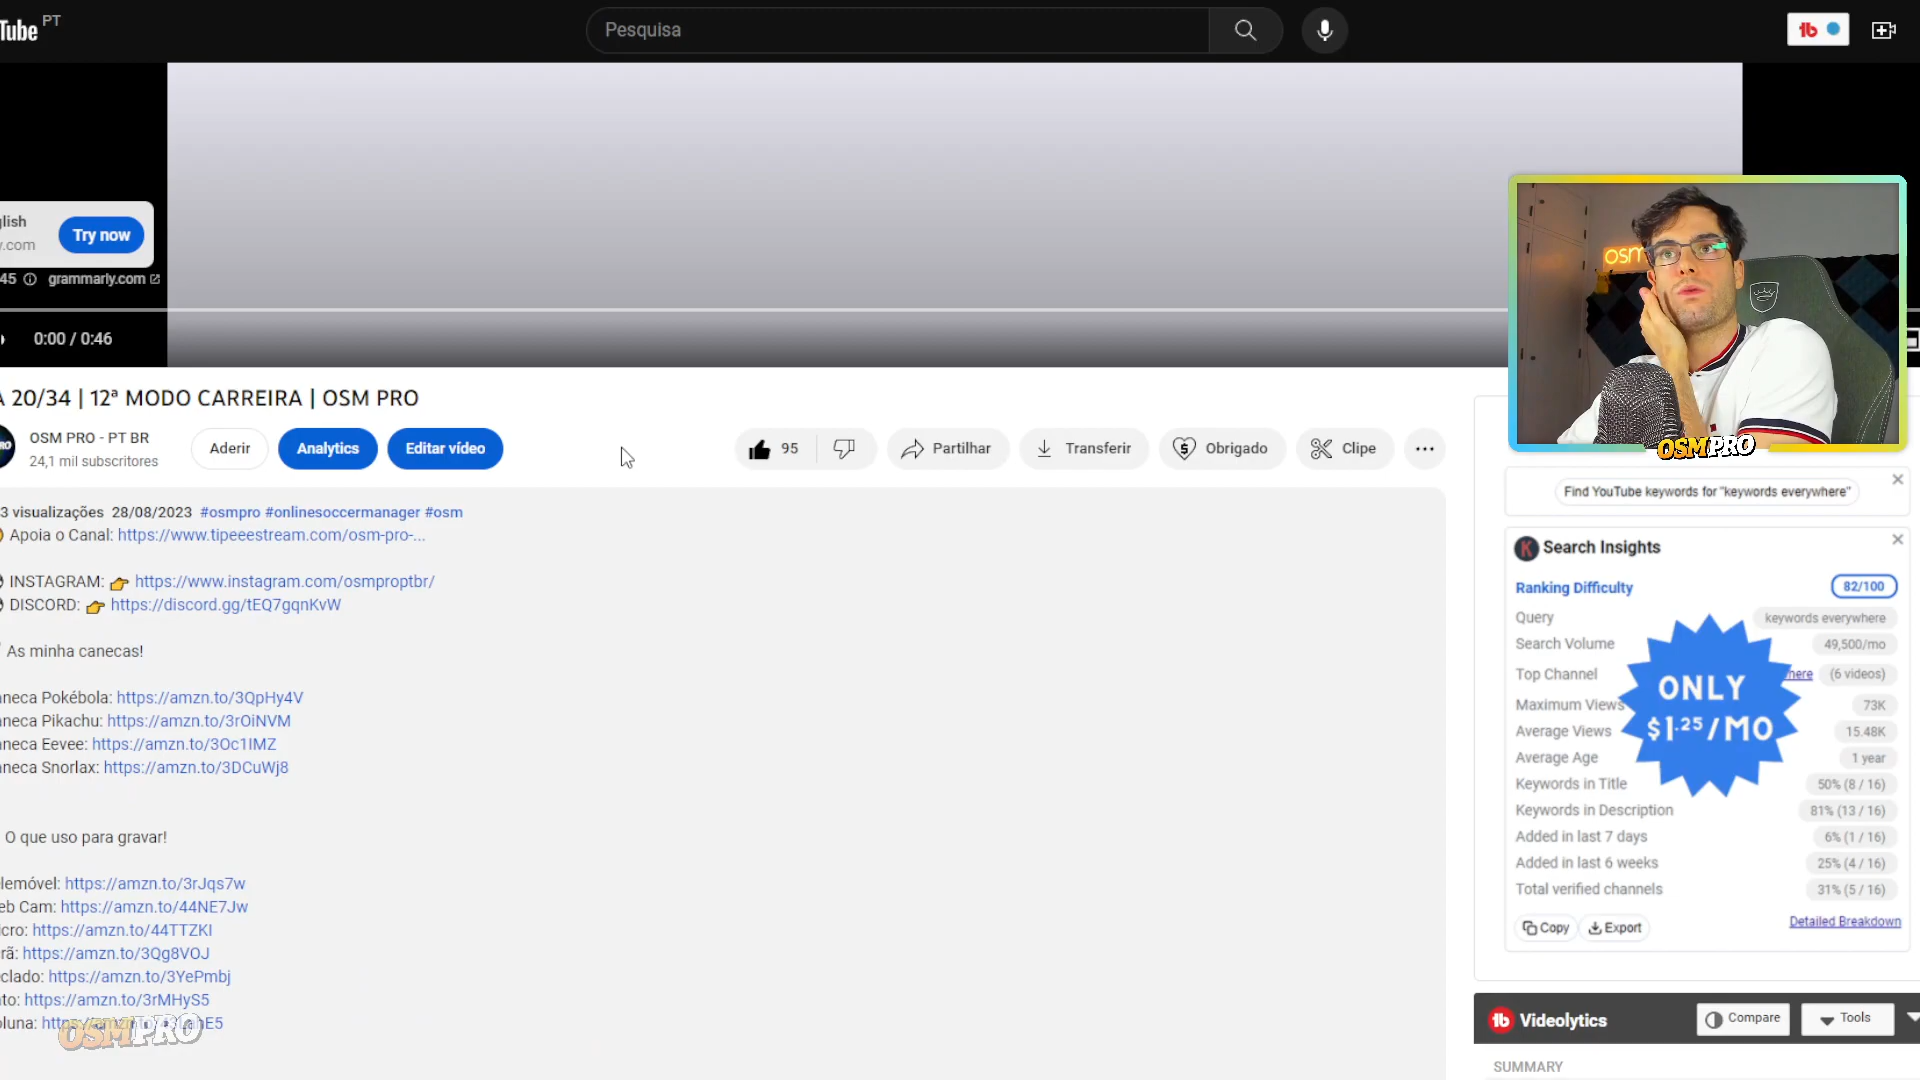 Tube PT
Pesquisa
glish
y.com
Try now
45
grammarly.com
0:00 / 0:46
osm
OSMPRO
A 20/34 | 12ª MODO CARREIRA | OSM PRO
OSM PRO - PT BR
24,1 mil subscritores
Aderir
Analytics
Editar vídeo
95
Partilhar
Transferir
Obrigado
Clipe
3 visualizações 28/08/2023 #osmpro #onlinesoccermanager #osm
Apoia o Canal: https://www.tipeeestream.com/osm-pro-...
INSTAGRAM: https://www.instagram.com/osmproptbr/
DISCORD: https://discord.gg/tEQ7gqnKvW
As minha canecas!
neca Pokébola: https://amzn.to/3QpHy4V
neca Pikachu: https://amzn.to/3rOiNVM
neca Eevee: https://amzn.to/3Oc1IMZ
neca Snorlax: https://amzn.to/3DCuWj8
O que uso para gravar!
lemóvel: https://amzn.to/3rJqs7w
eb Cam: https://amzn.to/44NE7Jw
cro: https://amzn.to/44TTZKI
rã: https://amzn.to/3Qg8VOJ
clado: https://amzn.to/3YePmbj
to: https://amzn.to/3rMHyS5
OSMPRO
Find YouTube keywords for "keywords everywhere"
Search Insights
Ranking Difficulty 82/100
Query keywords everywhere
Search Volume 49,500/mo
Top Channel here (6 videos)
Maximum Views 73K
Average Views 15.48K
Average Age 1 year
Keywords in Title 50% (8 / 16)
Keywords in Description 81% (13 / 16)
Added in last 7 days 6% (1 / 16)
Added in last 6 weeks 25% (4 / 16)
Total verified channels 31% (5 / 16)
ONLY
$1.25/MO
Copy
Export
Detailed Breakdown
Videolytics
Compare
Tools
SUMMARY